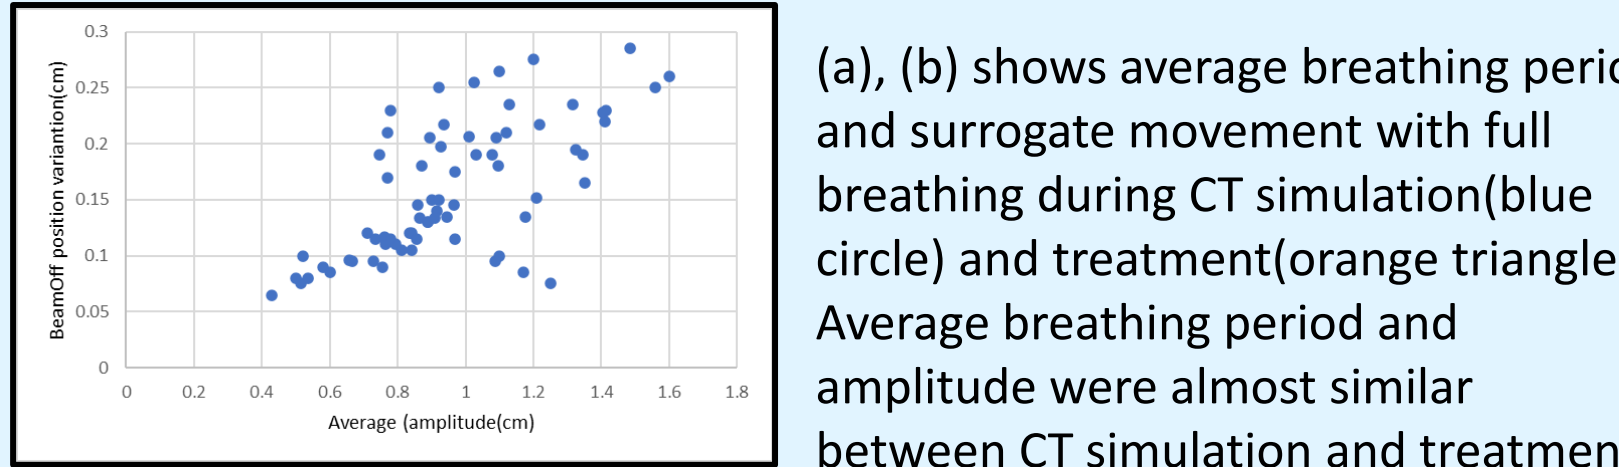 0.3
0.25
0.2
0.15
0.1
0.05
0
BeamOff position variantion(cm)
0 0.2 0.4 0.6 0.8 1 1.2 1.4 1.6 1.8
Average (amplitude(cm)
(a), (b) shows average breathing
and surrogate movement with full
breathing during CT simulation(blue
circle) and treatment(orange triangle
Average breathing period and
amplitude were almost similar
between CT simulation and